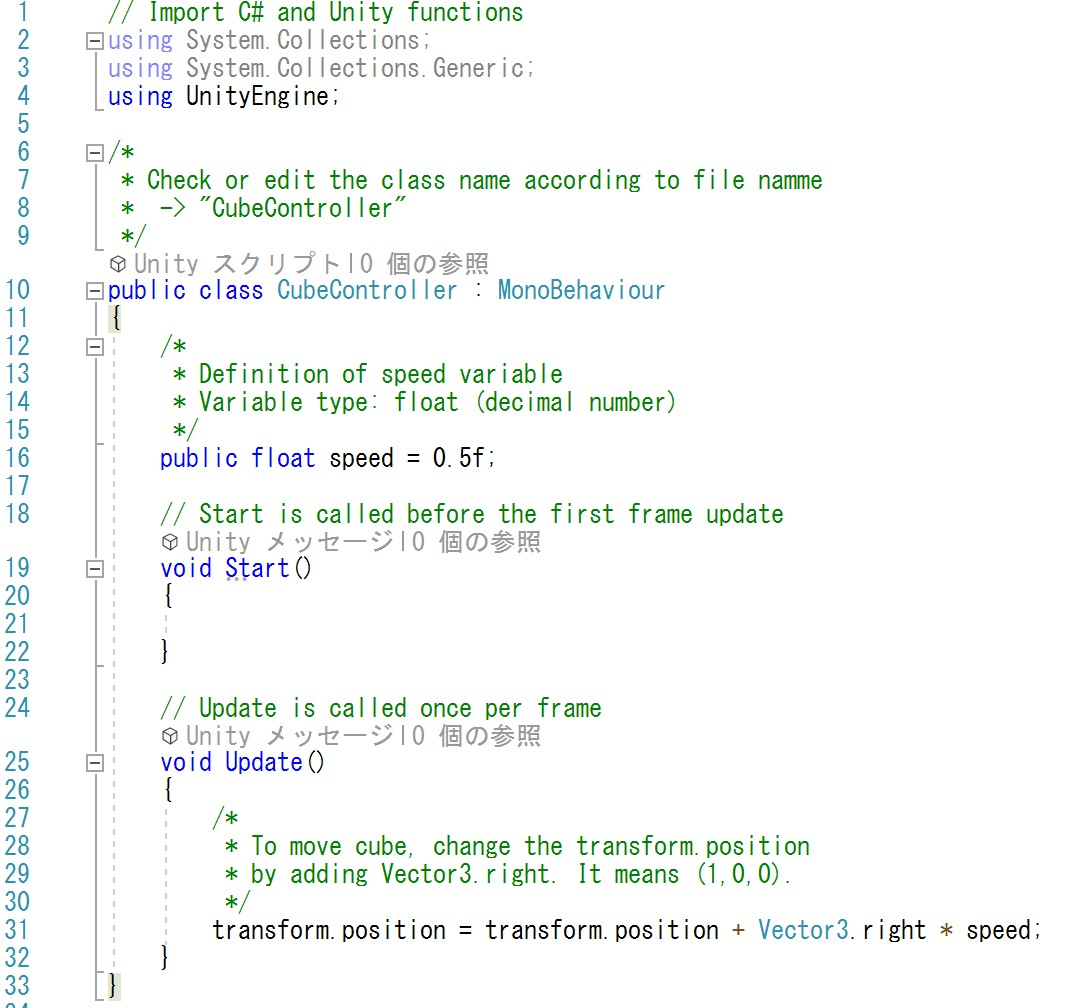 1 // Import C# and Unity functions
2 using System.Collections;
3 using System.Collections.Generic;
4 using UnityEngine;
5
6 /*
7 * Check or edit the class name according to file namme
8 * -> "CubeController"
9 */
Unity スクリプト|0 個の参照
10 public class CubeController : MonoBehaviour
11 {
12 /*
13 * Definition of speed variable
14 * Variable type: float (decimal number)
15 */
16 public float speed = 0.5f;
17
18 // Start is called before the first frame update
Unity メッセージ|0 個の参照
19 void Start()
20 {
21
22 }
23
24 // Update is called once per frame
Unity メッセージ|0 個の参照
25 void Update()
26 {
27 /*
28 * To move cube, change the transform.position
29 * by adding Vector3.right. It means (1,0,0).
30 */
31 transform.position = transform.position + Vector3.right * speed;
32 }
33 }